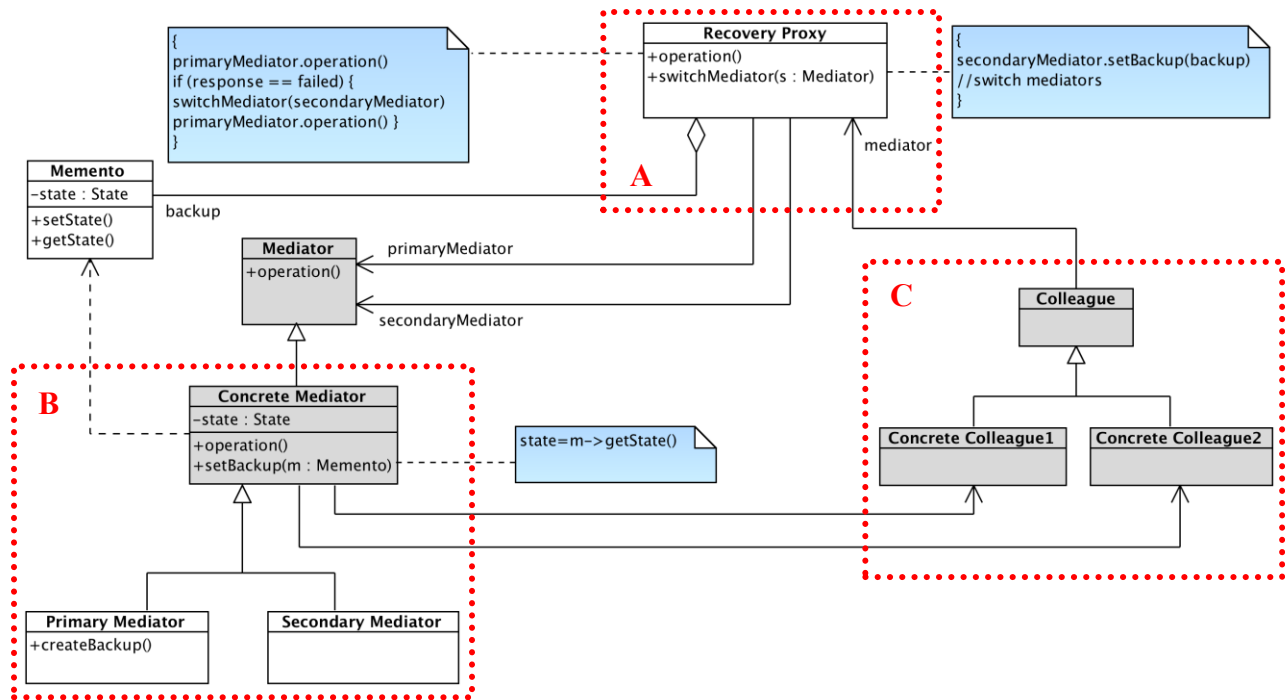 {
primaryMediator.operation()
if (response == failed) {
switchMediator(secondaryMediator)
primaryMediator.operation() }
}
Recovery Proxy
+operation()
+switchMediator(s : Mediator)
{
secondaryMediator.setBackup(backup)
//switch mediators
}
A
mediator
Memento
-state : State
+setState()
+getState()
backup
Mediator
+operation()
primaryMediator
secondaryMediator
C
Colleague
Concrete Colleague1
Concrete Colleague2
B
Concrete Mediator
-state : State
+operation()
+setBackup(m : Memento)
state=m->getState()
Primary Mediator
+createBackup()
Secondary Mediator